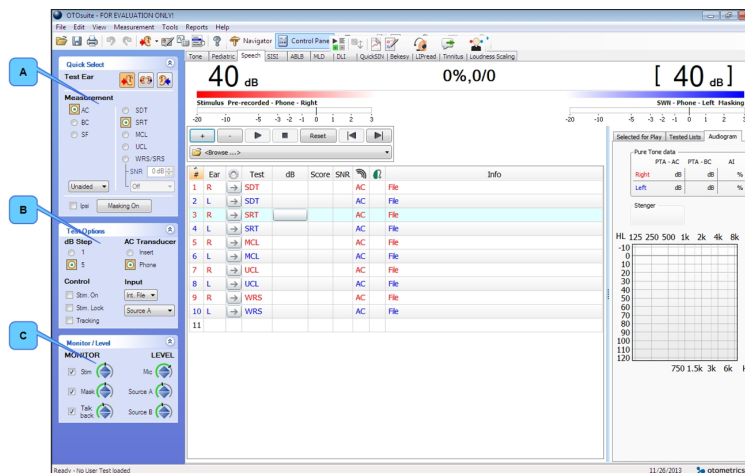 OTOsuite - FOR EVALUATION ONLY!
File Edit View Measurement Tools Reports Help
Navigator Control Pane
Tone Pediatric Speech SISI ABLB MLD DLI QuickSIN Bekesy LIPread Tinnitus Loudness Scaling
A
Quick Select
Test Ear
Measurement
AC SDT
BC SRT
SF MCL
UCL
WRS/SRS
SNR 0 dB
Unaided Off
Ipsi Masking On
B
Test Options
dB Step AC Transducer
1 Insert
5 Phone
Control Input
Stim. On Int. File
Stim. Lock Source A
Tracking
C
Monitor / Level
MONITOR LEVEL
Stim Mic
Mask Source A
Talk back Source B
40 dB 0%,0/0 [ 40 dB ]
Stimulus Pre-recorded - Phone - Right SWN - Phone - Left Masking
-20 -10 -5 -3 -2 -1 0 1 2 3 -20 -10 -5 -3 -2 -1 0 1 2 3
+ - Reset
<Browse ...>
# Ear Test dB Score SNR Info
1 R SDT AC File
2 L SDT AC File
3 R SRT AC File
4 L SRT AC File
5 R MCL AC File
6 L MCL AC File
7 R UCL AC File
8 L UCL AC File
9 R WRS AC File
10 L WRS AC File
11
Selected for Play Tested Lists Audiogram
Pure Tone data
PTA - AC PTA - BC AI
Right dB dB %
Left dB dB %
Stenger
HL 125 250 500 1k 2k 4k 8k
-10
0
10
20
30
40
50
60
70
80
90
100
110
120
750 1.5k 3k 6k
Ready - No User Test loaded 11/26/2013 otometrics